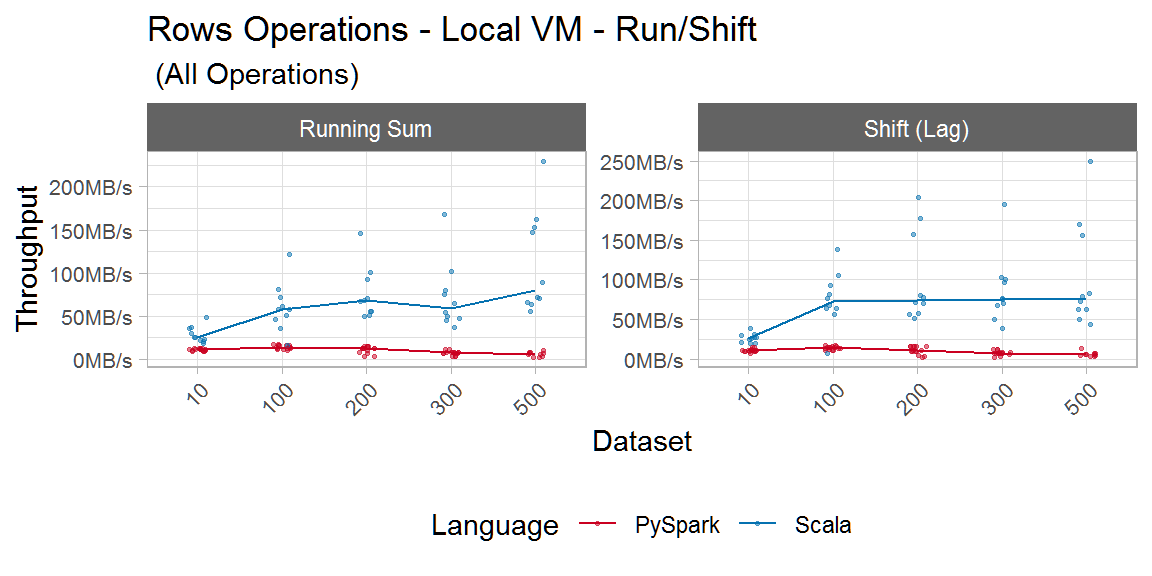 Rows Operations - Local VM - Run/Shift
(All Operations)
Running Sum
Shift (Lag)
Throughput
200MB/s
150MB/s
100MB/s
50MB/s
0MB/s
250MB/s
200MB/s
150MB/s
100MB/s
50MB/s
0MB/s
10
100
200
300
500
10
100
200
300
500
Dataset
Language PySpark Scala